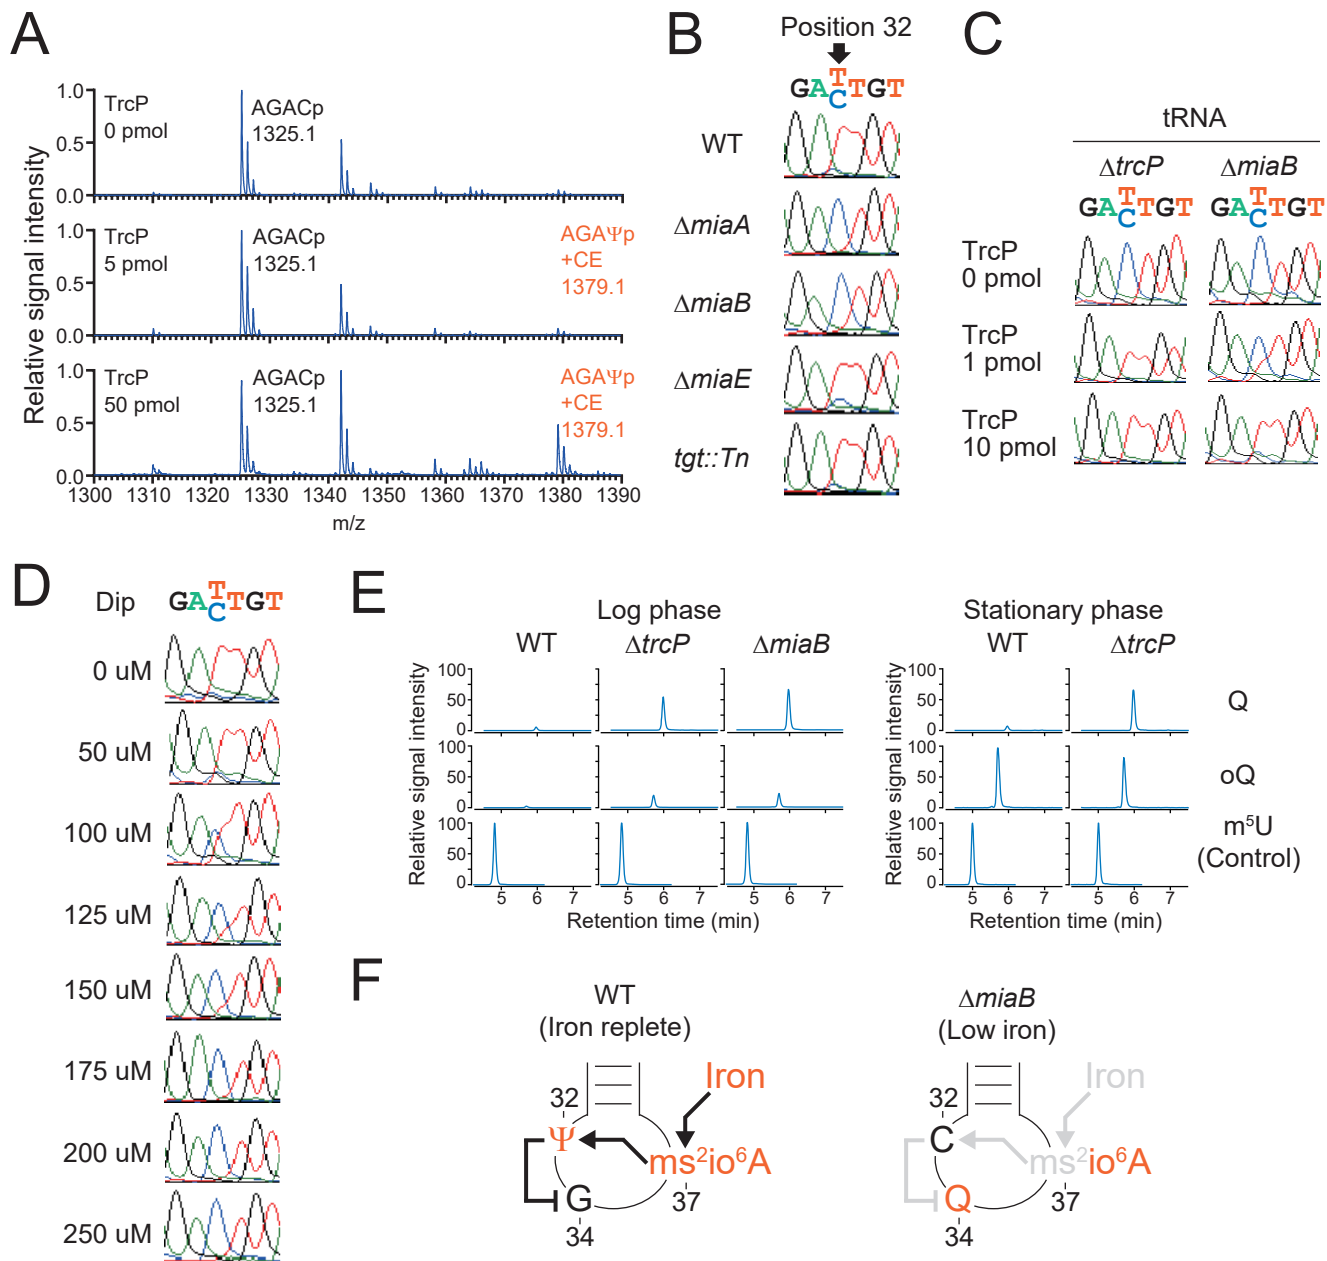 A
Relative signal intensity
1.0
0.5
0.0
TrcP
0 pmol
AGACp
1325.1
1.0
0.5
0.0
TrcP
5 pmol
AGACp
1325.1
AGAΨp
+CE
1379.1
1.0
0.5
0.0
TrcP
50 pmol
AGACp
1325.1
AGAΨp
+CE
1379.1
1300 1310 1320 1330 1340 1350 1360 1370 1380 1390
m/z
B
Position 32
T
GA TGT
C
WT
ΔmiaA
ΔmiaB
ΔmiaE
tgt::Tn
C
tRNA
ΔtrcP ΔmiaB
T T
GA TGT GA TGT
C C
TrcP
0 pmol
TrcP
1 pmol
TrcP
10 pmol
D
Dip
T
GA TGT
C
0 uM
50 uM
100 uM
125 uM
150 uM
175 uM
200 uM
250 uM
E
Log phase
WT ΔtrcP ΔmiaB
Relative signal intensity
100
50
0
100
50
0
100
50
0
5 6 7 5 6 7 5 6 7
Retention time (min)
Stationary phase
WT ΔtrcP
Relative signal intensity
100
50
0
100
50
0
100
50
0
5 6 7 5 6 7
Retention time (min)
Q
oQ
m⁵U
(Control)
F
WT
(Iron replete)
Iron
32
Ψ
ms²io⁶A
37
G
34
ΔmiaB
(Low iron)
Iron
32
C
ms²io⁶A
37
Q
34